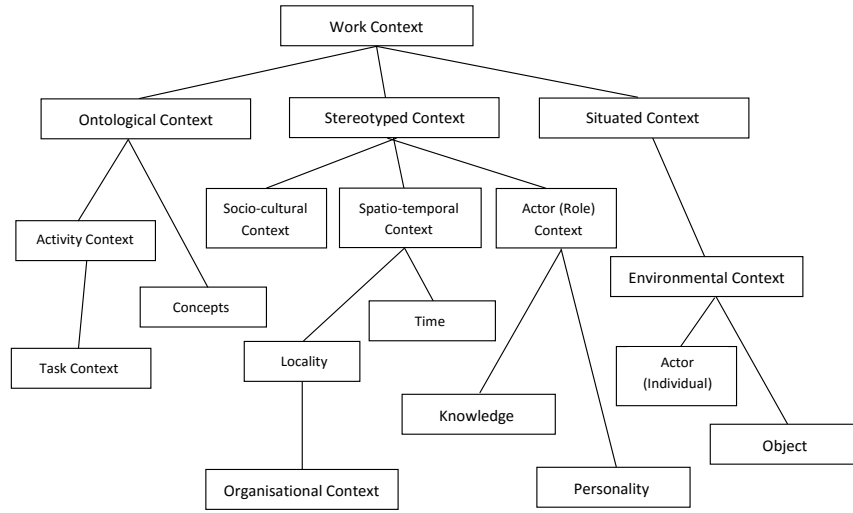 Work Context
Ontological Context
Stereotyped Context
Situated Context
Socio-cultural
Context
Spatio-temporal
Context
Actor (Role)
Context
Activity Context
Environmental Context
Concepts
Time
Task Context
Locality
Actor
(Individual)
Knowledge
Object
Organisational Context
Personality